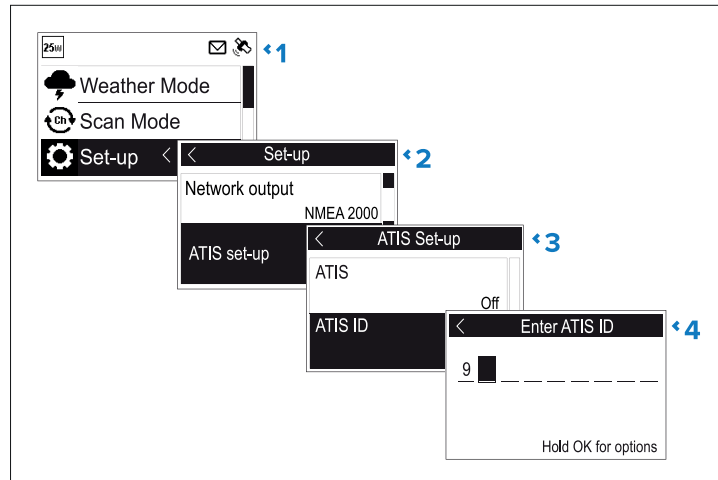 25W
1
Weather Mode
Ch
Scan Mode
Set-up <
< Set-up
2
Network output
NMEA 2000
ATIS set-up
< ATIS Set-up
3
ATIS
Off
ATIS ID
< Enter ATIS ID
4
9 _ _ _ _ _ _ _ _
Hold OK for options